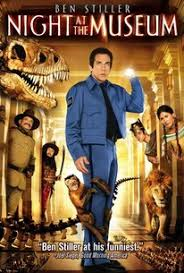 BEN STILLER
NIGHT AT THE MUSEUM
"Ben Stiller at his funniest!"